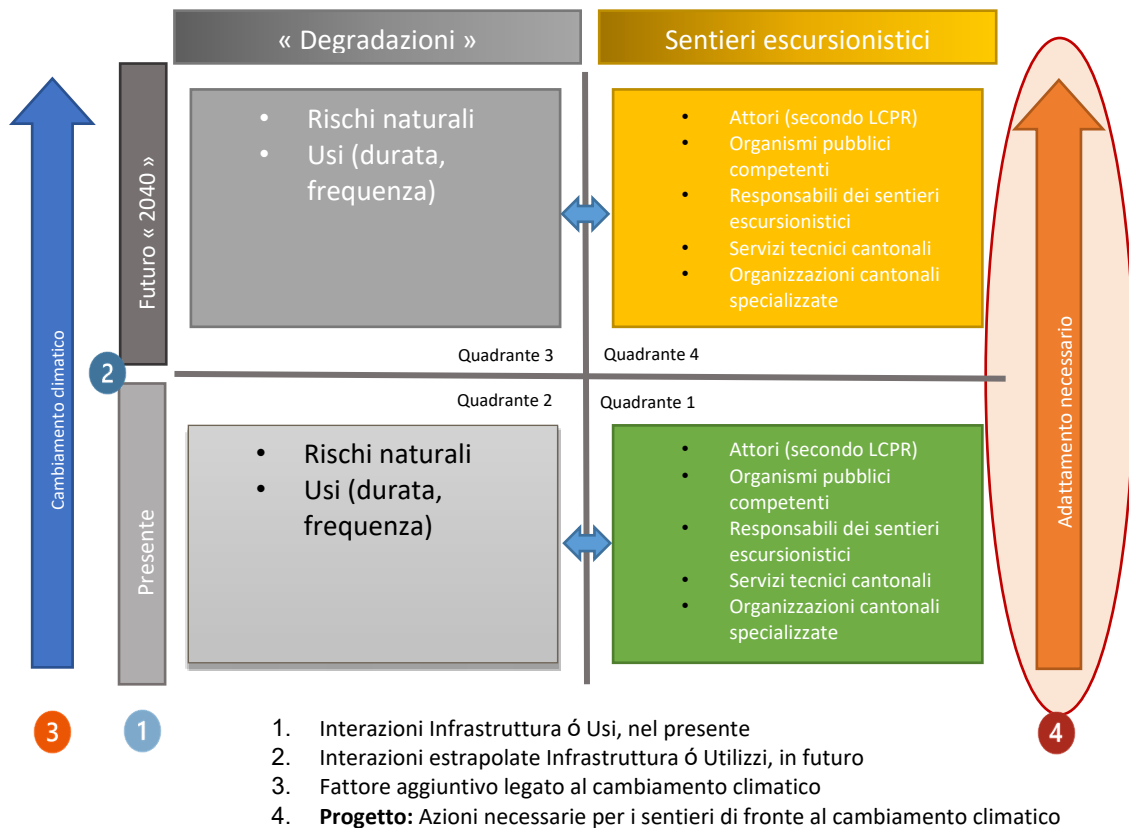 « Degradazioni »
Sentieri escursionistici
Cambiamento climatico
Futuro « 2040 »
• Rischi naturali
• Usi (durata,
frequenza)
• Attori (secondo LCPR)
• Organismi pubblici
competenti
• Responsabili dei sentieri
escursionistici
• Servizi tecnici cantonali
• Organizzazioni cantonali
specializzate
Adattamento necessario
2
Quadrante 3
Quadrante 4
Quadrante 2
Quadrante 1
Presente
• Rischi naturali
• Usi (durata,
frequenza)
• Attori (secondo LCPR)
• Organismi pubblici
competenti
• Responsabili dei sentieri
escursionistici
• Servizi tecnici cantonali
• Organizzazioni cantonali
specializzate
3
1
4
1. Interazioni Infrastruttura ó Usi, nel presente
2. Interazioni estrapolate Infrastruttura ó Utilizzi, in futuro
3. Fattore aggiuntivo legato al cambiamento climatico
4. Progetto: Azioni necessarie per i sentieri di fronte al cambiamento climatico